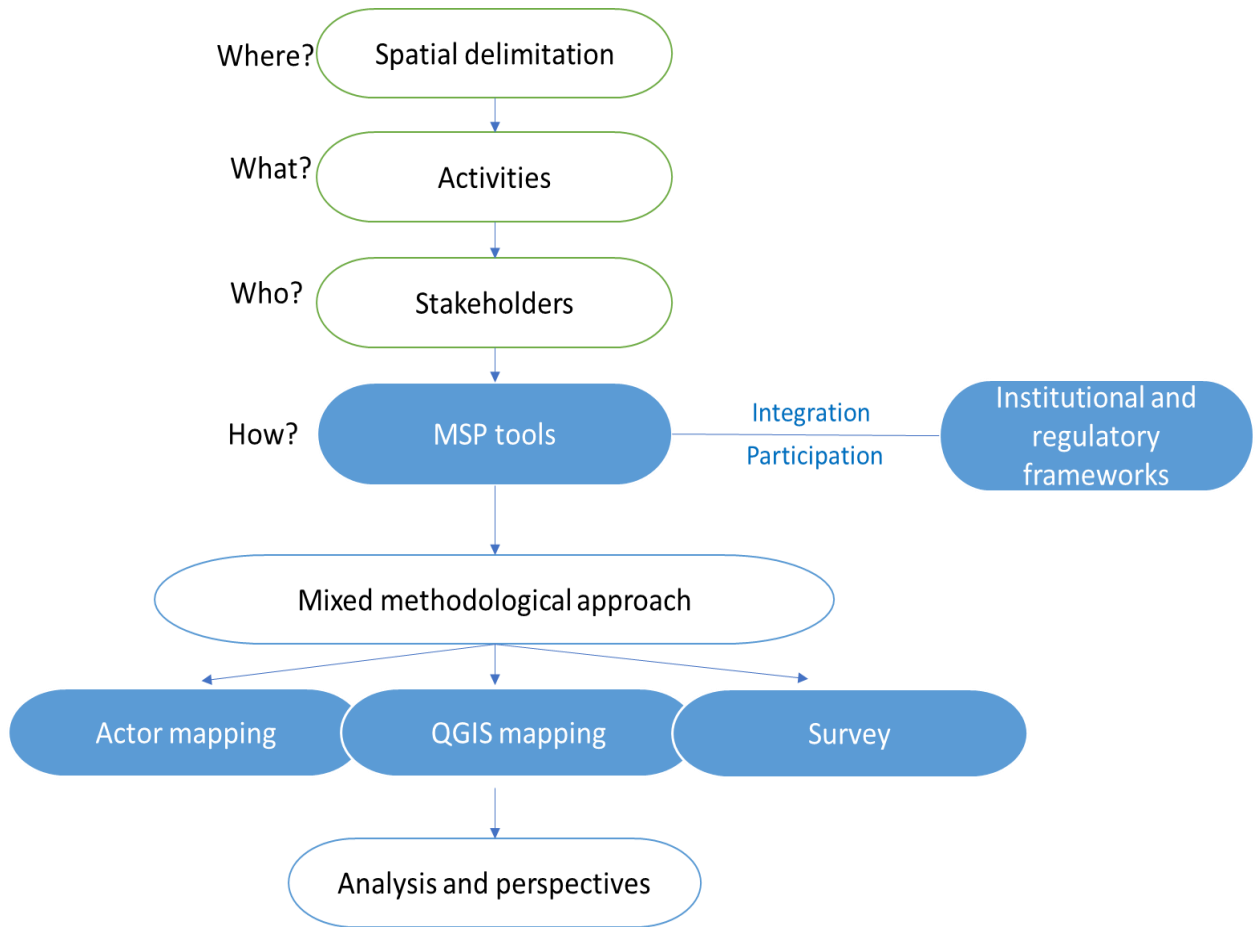 Where?
Spatial delimitation
What?
Activities
Who?
Stakeholders
How?
MSP tools
Integration
Participation
Institutional and
regulatory
frameworks
Mixed methodological approach
Actor mapping
QGIS mapping
Survey
Analysis and perspectives